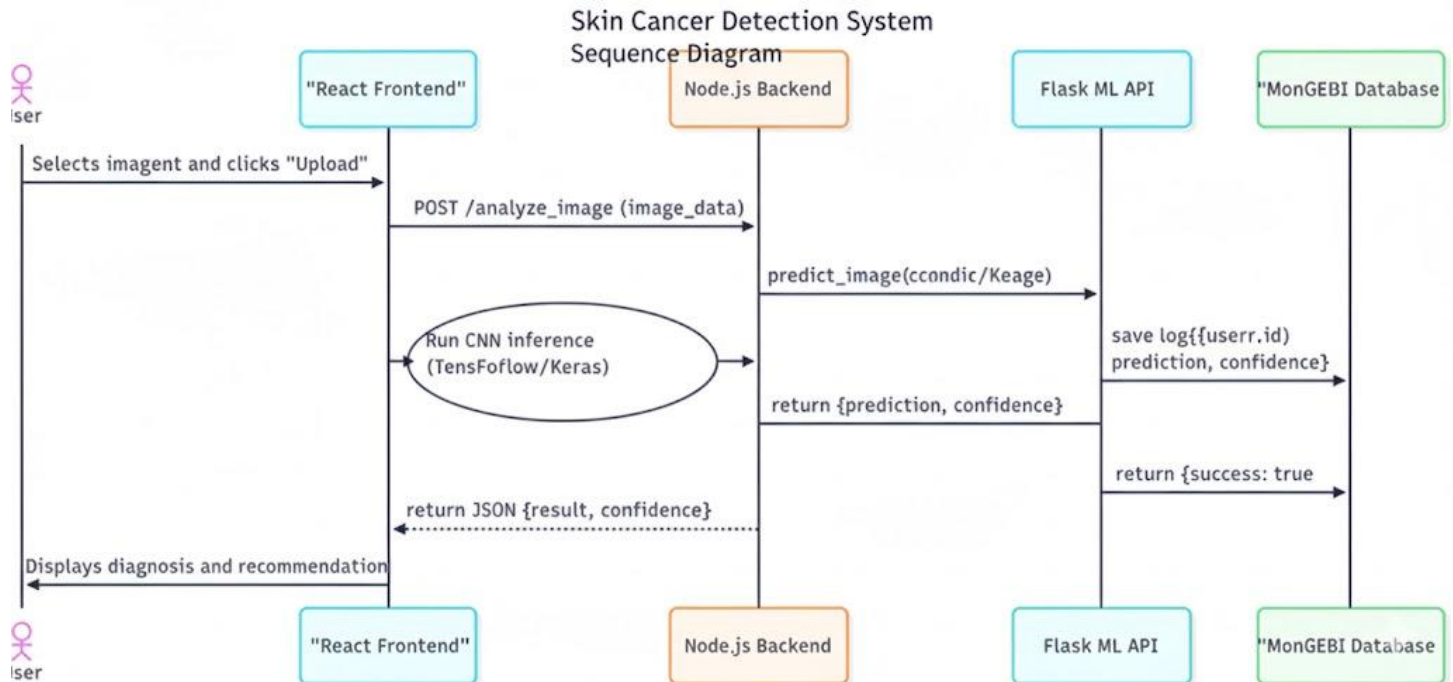 Skin Cancer Detection System
Sequence Diagram
"React Frontend"
Node.js Backend
Flask ML API
"MonGEBI Database
ser
Selects imagent and clicks "Upload"
POST /analyze_image (image_data)
predict_image(ccondic/Keage)
Run CNN inference
(TensFoflow/Keras)
save log{{userr.id)
prediction, confidence}
return {prediction, confidence}
return {success: true
return JSON {result, confidence}
Displays diagnosis and recommendation
ser
"React Frontend"
Node.js Backend
Flask ML API
"MonGEBI Database